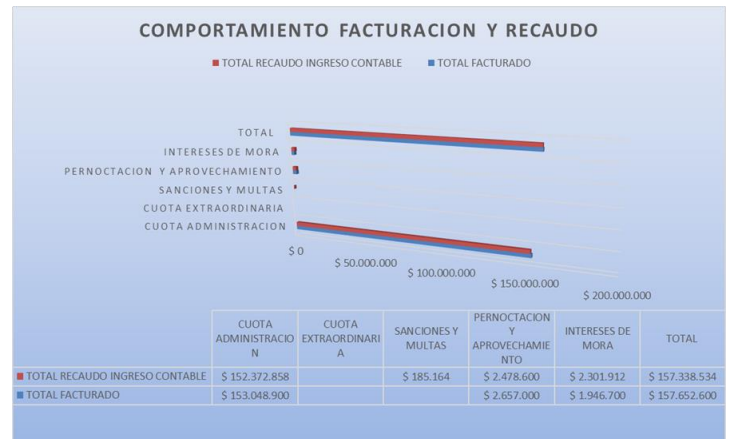 COMPORTAMIENTO FACTURACION Y RECAUDO
TOTAL RECAUDO INGRESO CONTABLE TOTAL FACTURADO
TOTAL
INTERESES DE MORA
PERNOCTACION Y APROVECHAMIENTO
SANCIONES Y MULTAS
CUOTA EXTRAORDINARIA
CUOTA ADMINISTRACION
$ 0
$ 50.000.000
$ 100.000.000
$ 150.000.000
$ 200.000.000
CUOTA
ADMINISTRACIO
N
CUOTA
EXTRAORDINARI
A
SANCIONES Y
MULTAS
PERNOCTACION
Y
APROVECHAMIE
NTO
INTERESES DE
MORA
TOTAL
TOTAL RECAUDO INGRESO CONTABLE $ 152.372.858 $ 185.164 $ 2.478.600 $ 2.301.912 $ 157.338.534
TOTAL FACTURADO $ 153.048.900 $ 2.657.000 $ 1.946.700 $ 157.652.600